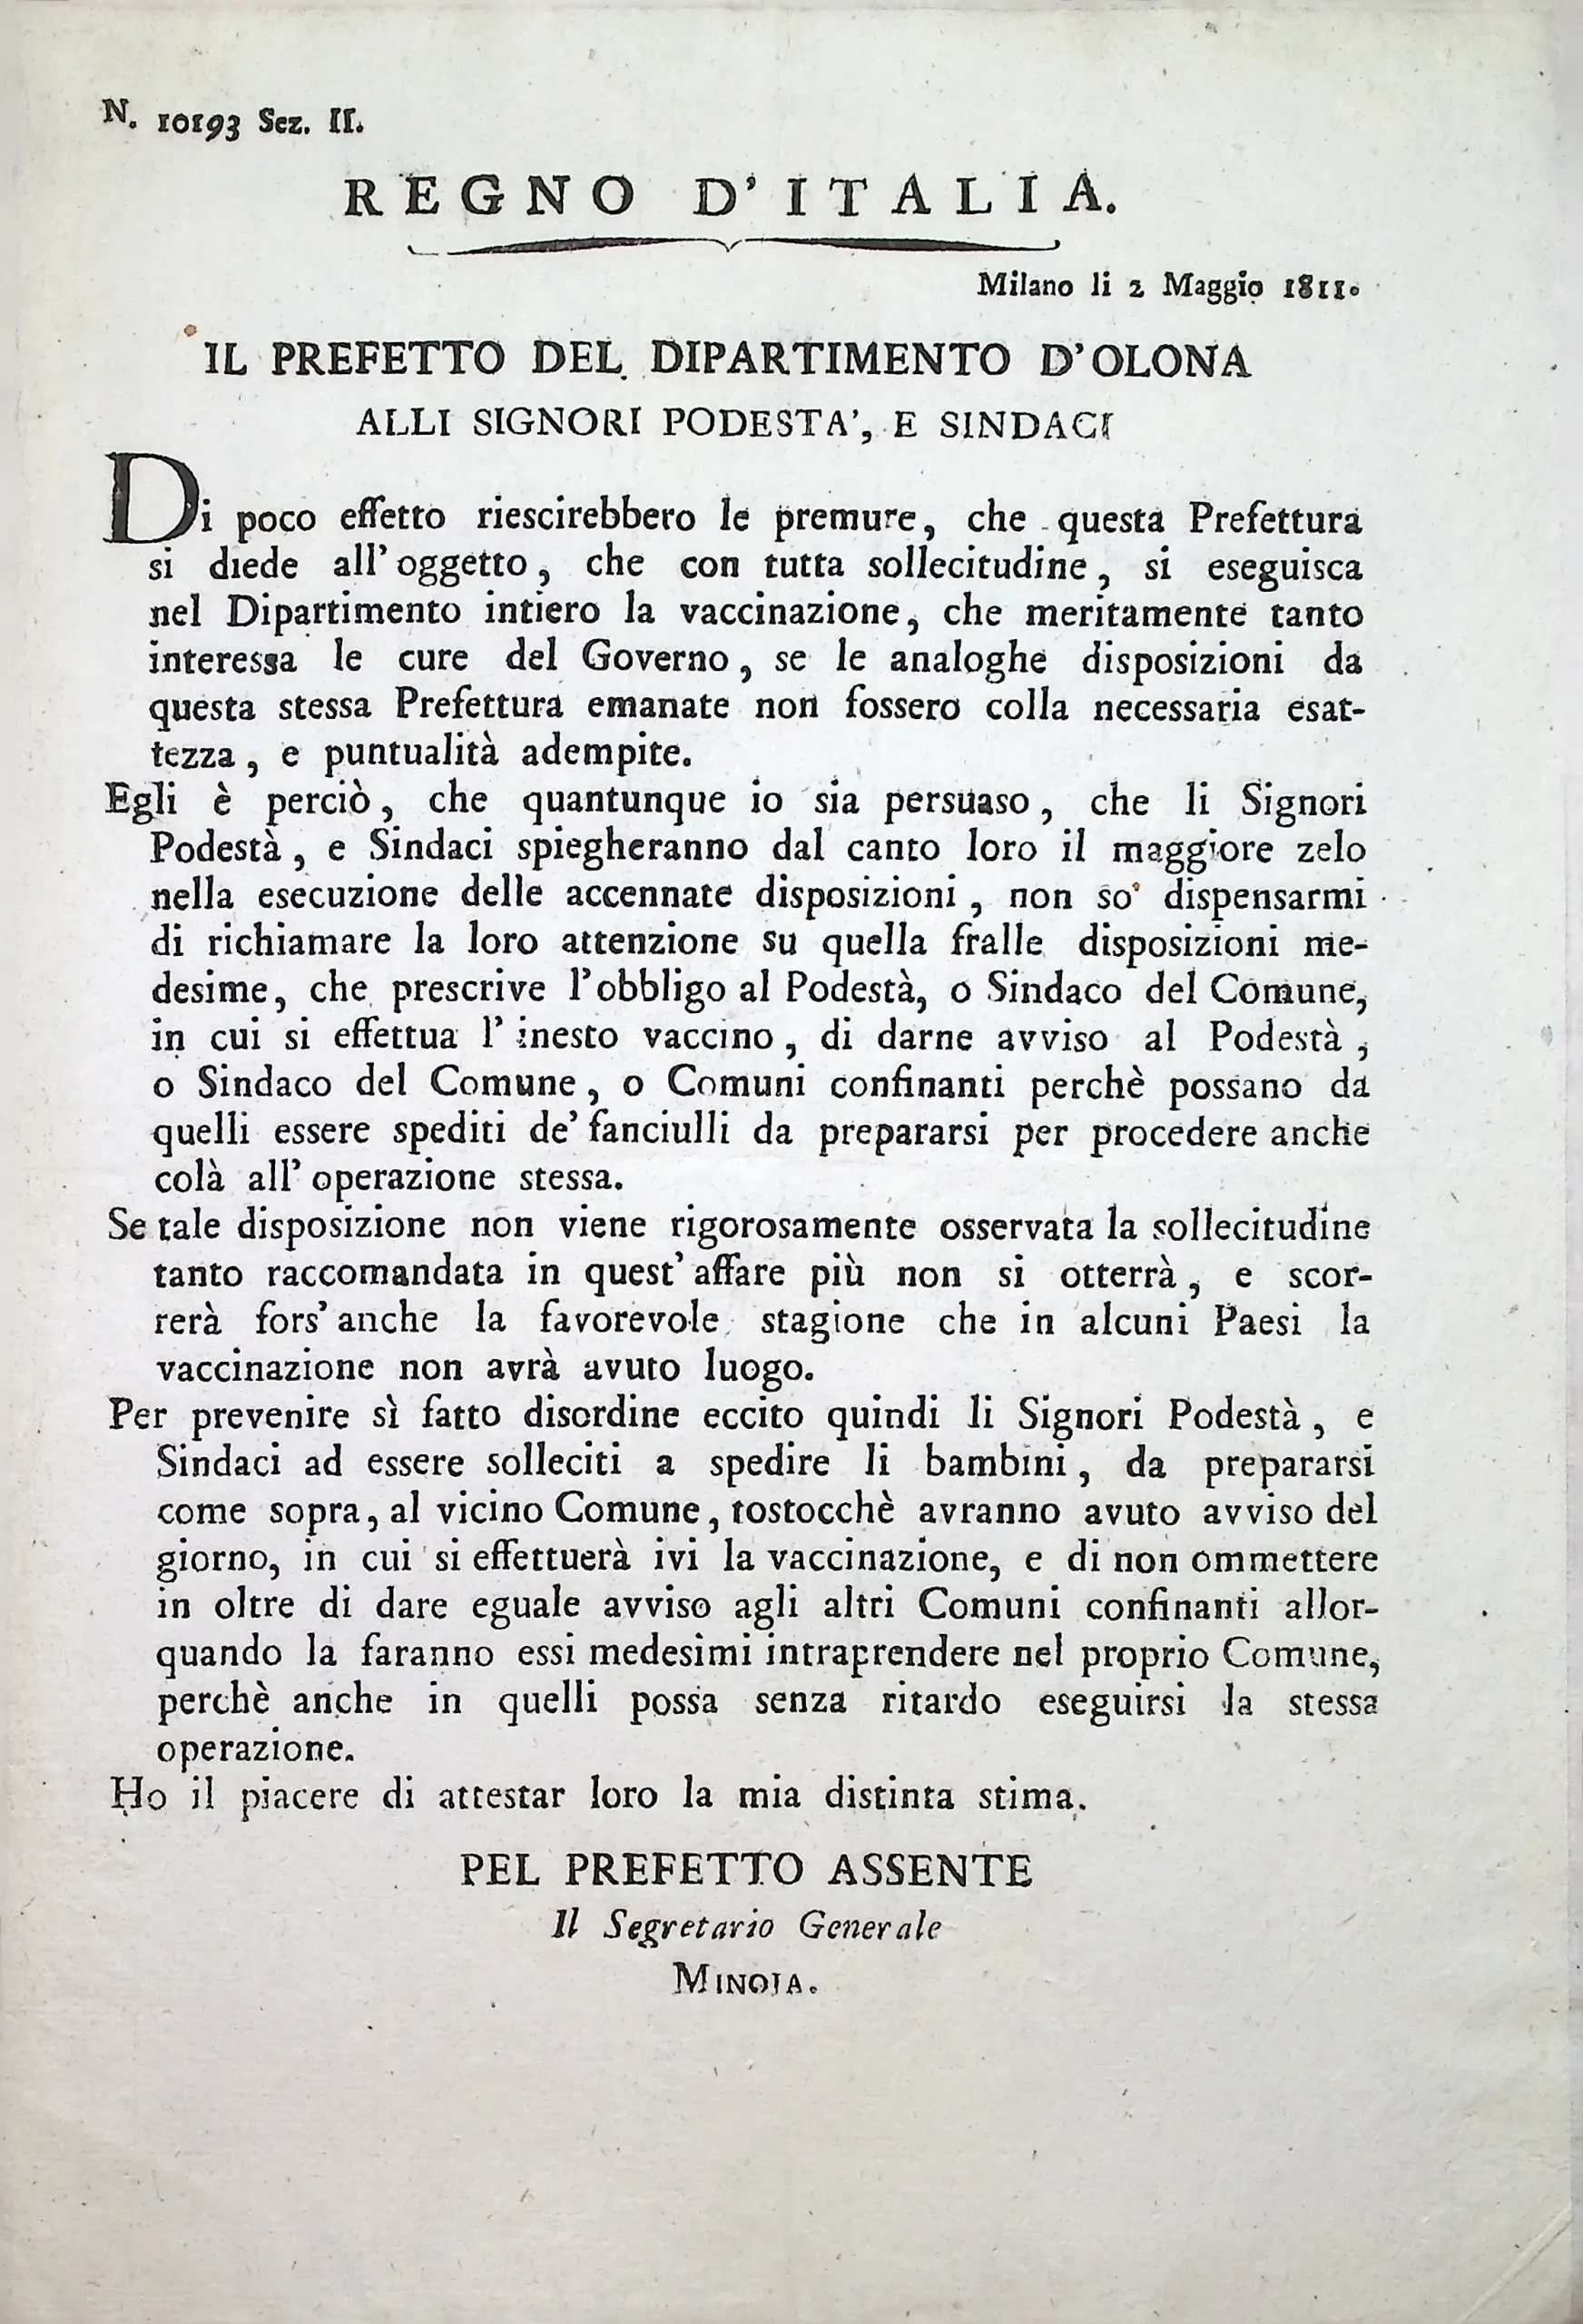 N. 10193 Sez. II.
REGNO D'ITALIA.
Milano li 2 Maggio 1811.
IL PREFETTO DEL DIPARTIMENTO D'OLONA
ALLI SIGNORI PODESTA', E SINDACI
Di poco effetto riescirebbero le premure, che questa Prefettura
si diede all'oggetto, che con tutta sollecitudine, si eseguisca
nel Dipartimento intiero la vaccinazione, che meritamente tanto
interessa le cure del Governo, se le analoghe disposizioni da
questa stessa Prefettura emanate non fossero colla necessaria esat-
tezza, e puntualità adempite.
Egli è perciò, che quantunque io sia persuaso, che li Signori
Podestà, e Sindaci spiegheranno dal canto loro il maggiore zelo
nella esecuzione delle accennate disposizioni, non so dispensarmi
di richiamare la loro attenzione su quella fralle disposizioni me-
desime, che prescrive l'obbligo al Podestà, o Sindaco del Comune,
in cui si effettua l'inesto vaccino, di darne avviso al Podestà,
o Sindaco del Comune, o Comuni confinanti perchè possano da
quelli essere spediti de' fanciulli da prepararsi per procedere anche
colà all'operazione stessa.
Se tale disposizione non viene rigorosamente osservata la sollecitudine
tanto raccomandata in quest'affare più non si otterrà, e scor-
rerà fors'anche la favorevole stagione che in alcuni Paesi la
vaccinazione non avrà avuto luogo.
Per prevenire sì fatto disordine eccito quindi li Signori Podestà, e
Sindaci ad essere solleciti a spedire li bambini, da prepararsi
come sopra, al vicino Comune, tostocchè avranno avuto avviso del
giorno, in cui si effettuerà ivi la vaccinazione, e di non ommettere
in oltre di dare eguale avviso agli altri Comuni confinanti allor-
quando la faranno essi medesimi intraprendere nel proprio Comune,
perchè anche in quelli possa senza ritardo eseguirsi la stessa
operazione.
Ho il piacere di attestar loro la mia distinta stima.
PEL PREFETTO ASSENTE
Il Segretario Generale
MINOJA.